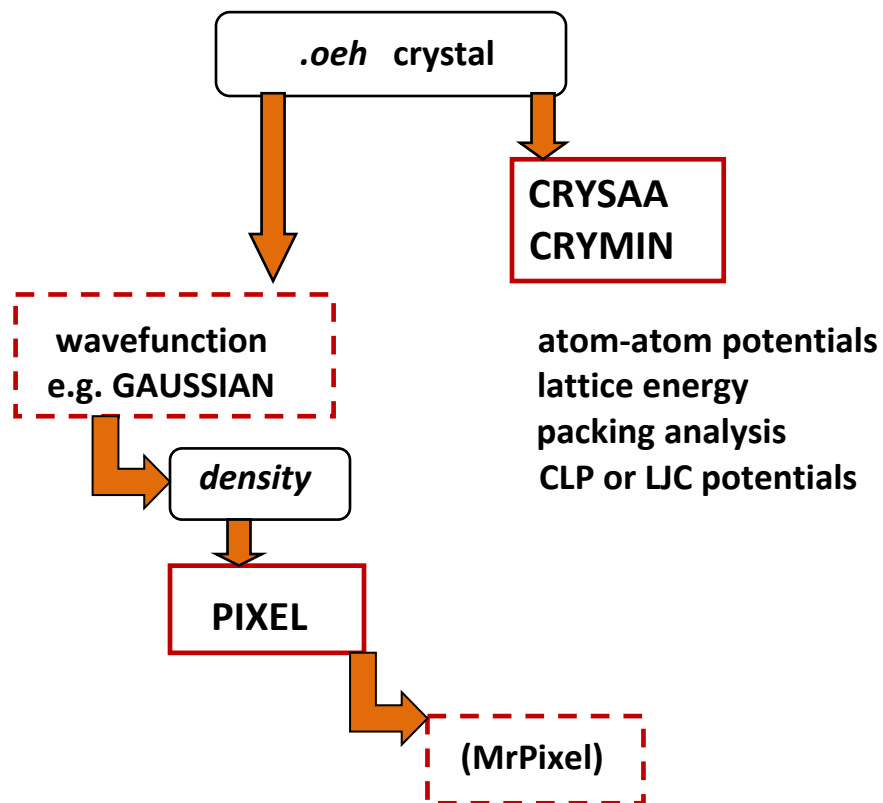 .oeh crystal
CRYSAA
CRYMIN
wavefunction
e.g. GAUSSIAN
atom-atom potentials
lattice energy
packing analysis
CLP or LJC potentials
density
PIXEL
(MrPixel)